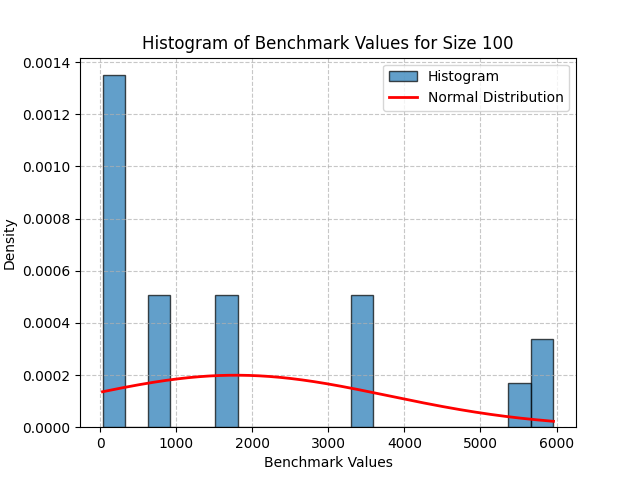 Histogram of Benchmark Values for Size 100
Histogram
Normal Distribution
0.0014
0.0012
0.0010
0.0008
0.0006
0.0004
0.0002
0.0000
Density
0 1000 2000 3000 4000 5000 6000
Benchmark Values